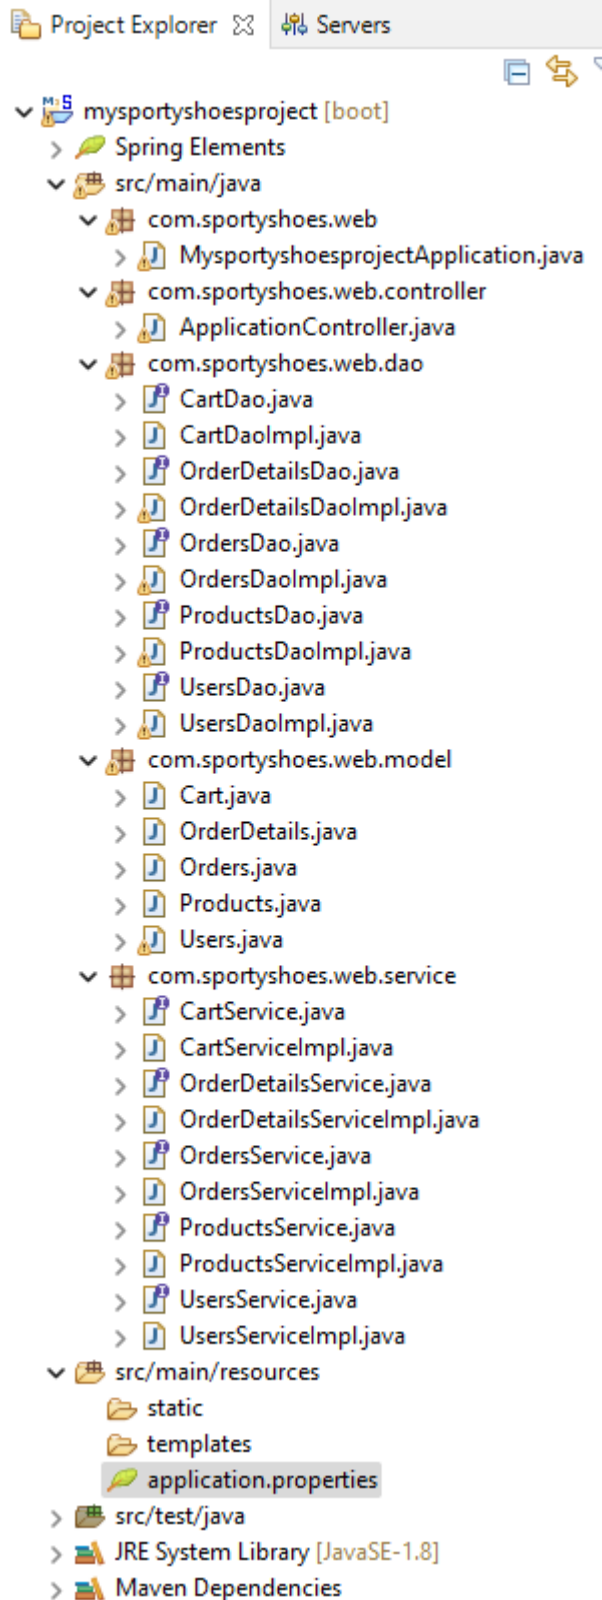 Project Explorer Servers
mysportyshoesproject [boot]
Spring Elements
src/main/java
com.sportyshoes.web
MysportyshoesprojectApplication.java
com.sportyshoes.web.controller
ApplicationController.java
com.sportyshoes.web.dao
CartDao.java
CartDaoImpl.java
OrderDetailsDao.java
OrderDetailsDaoImpl.java
OrdersDao.java
OrdersDaoImpl.java
ProductsDao.java
ProductsDaoImpl.java
UsersDao.java
UsersDaoImpl.java
com.sportyshoes.web.model
Cart.java
OrderDetails.java
Orders.java
Products.java
Users.java
com.sportyshoes.web.service
CartService.java
CartServiceImpl.java
OrderDetailsService.java
OrderDetailsServiceImpl.java
OrdersService.java
OrdersServiceImpl.java
ProductsService.java
ProductsServiceImpl.java
UsersService.java
UsersServiceImpl.java
src/main/resources
static
templates
application.properties
src/test/java
JRE System Library [JavaSE-1.8]
Maven Dependencies